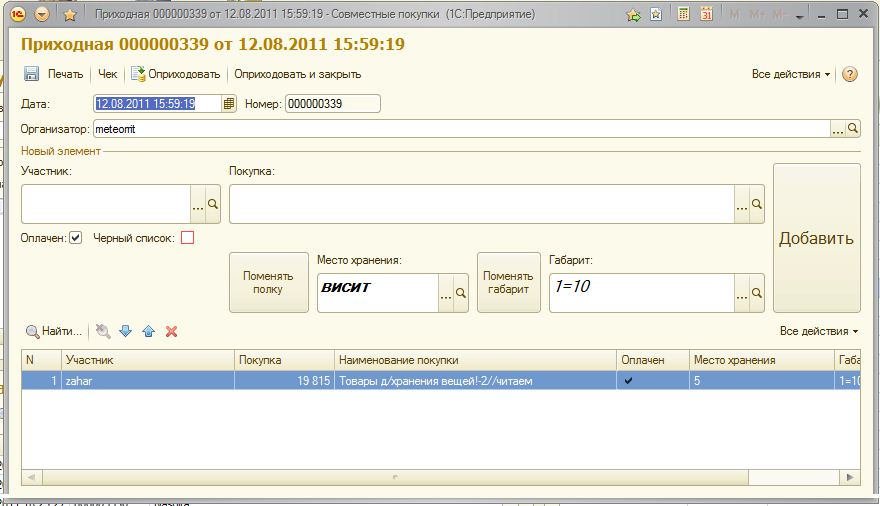 Приходная 000000339 от 12.08.2011 15:59:19 - Совместные покупки (1С:Предприятие)
31 M M+ M-
Приходная 000000339 от 12.08.2011 15:59:19
Печать Чек Оприходовать Оприходовать и закрыть Все действия
Дата: 12.08.2011 15:59:19 Номер: 000000339
Организатор: meteorrit
Новый элемент
Участник: Покупка:
Оплачен: Черный список:
Добавить
Поменять полку Место хранения: висит Поменять габарит Габарит: 1=10
Найти... Все действия
N Участник Покупка Наименование покупки Оплачен Место хранения Габа
1 zahar 19 815 Товары д/хранения вещей!-2//читаем 5 1=10